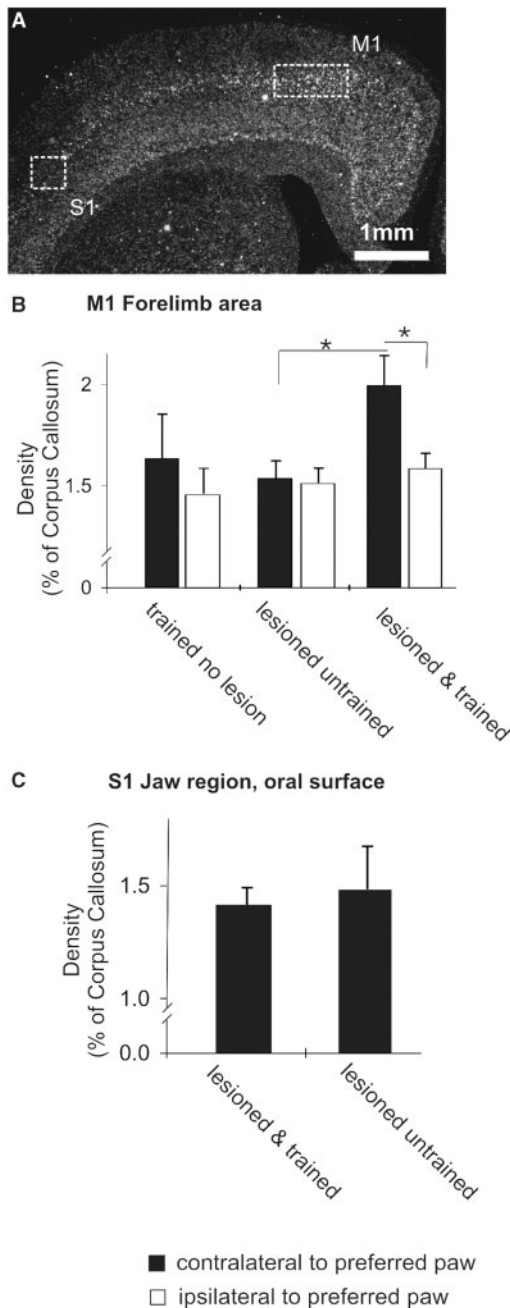 A
M1
S1
1mm
B M1 Forelimb area
Density
(% of Corpus Callosum)
2
1.5
0
*
*
trained no lesion
lesioned untrained
lesioned & trained
C S1 Jaw region, oral surface
Density
(% of Corpus Callosum)
1.5
1.0
0.0
lesioned & trained
lesioned untrained
contralateral to preferred paw
ipsilateral to preferred paw